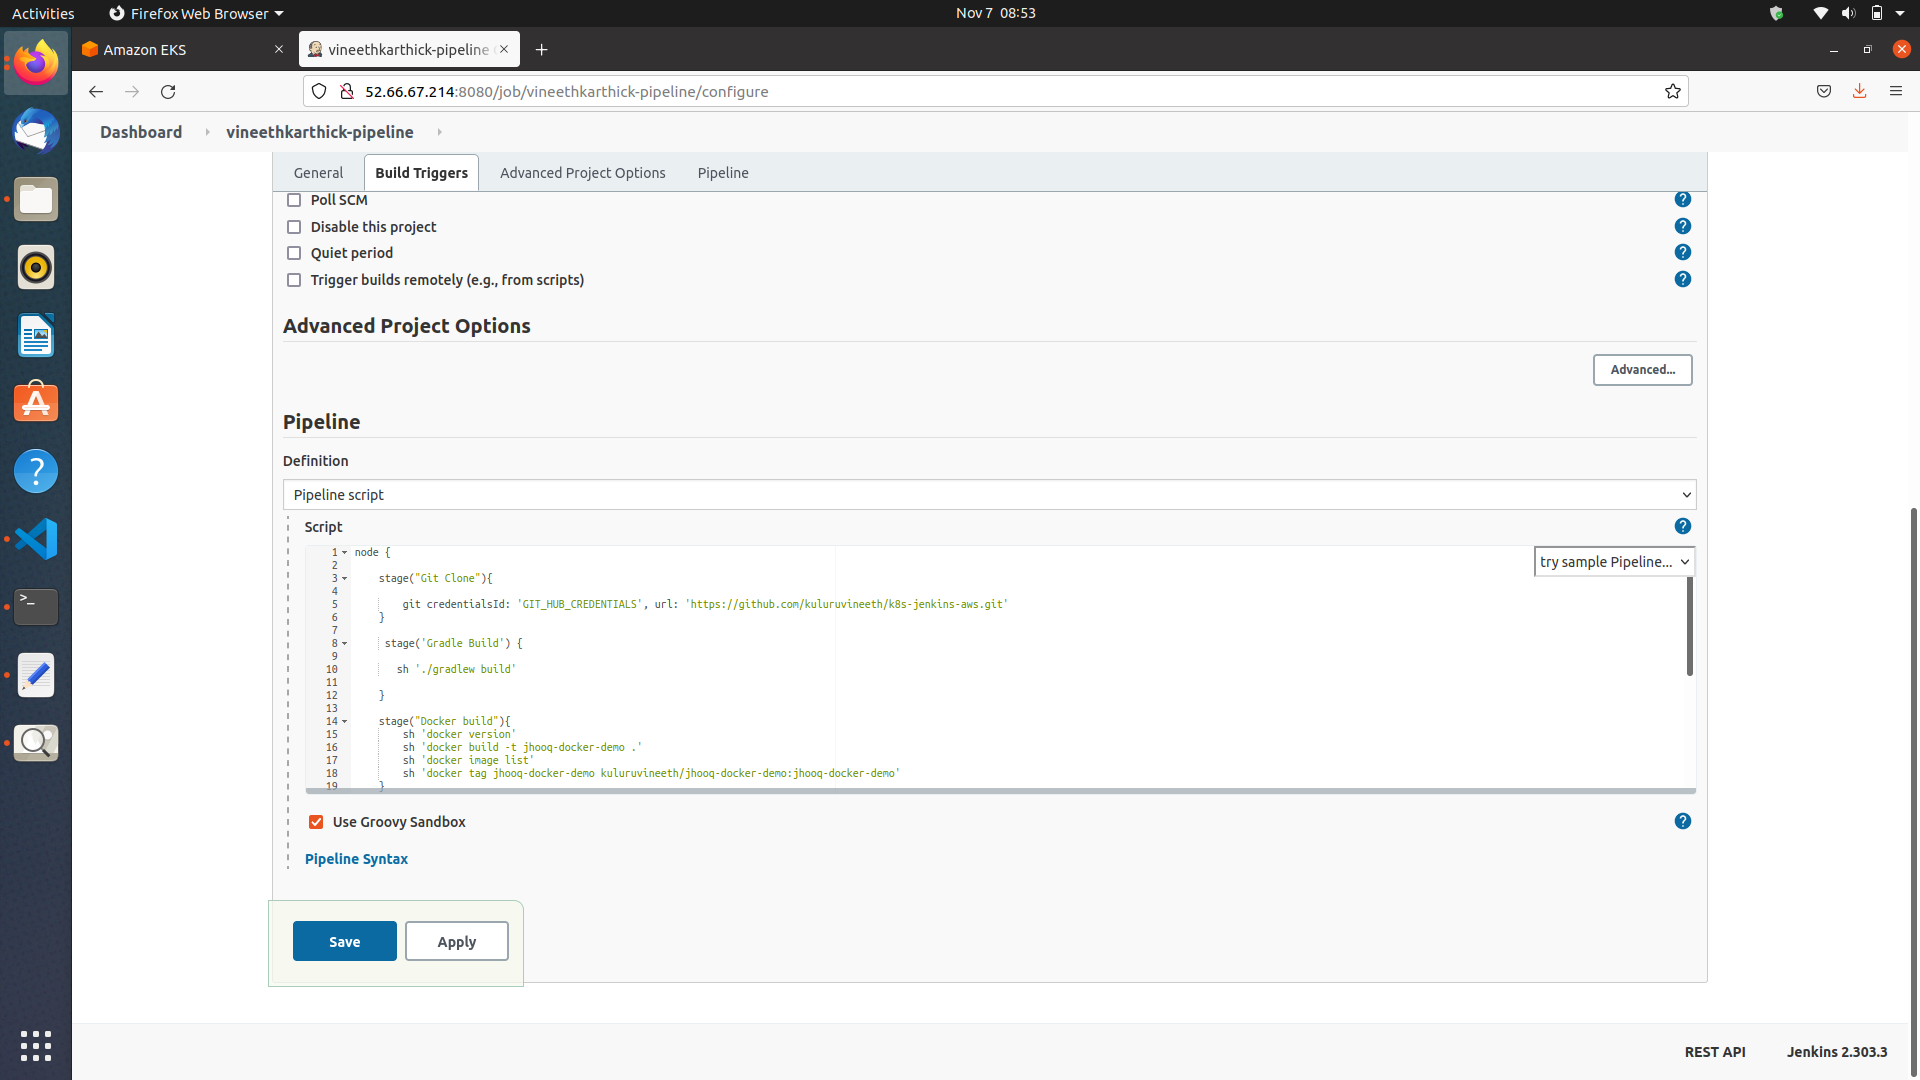 Activities
Firefox Web Browser
Nov 7 08:53
Amazon EKS
vineethkarthick-pipeline
52.66.67.214:8080/job/vineethkarthick-pipeline/configure
Dashboard
vineethkarthick-pipeline
General
Build Triggers
Advanced Project Options
Pipeline
Poll SCM
Disable this project
Quiet period
Trigger builds remotely (e.g., from scripts)
Advanced Project Options
Advanced...
Pipeline
Definition
Pipeline script
Script
try sample Pipeline...
1 node {
2
3 stage("Git Clone"){
4
5 git credentialsId: 'GIT_HUB_CREDENTIALS', url: 'https://github.com/kuluruvineeth/k8s-jenkins-aws.git'
6 }
7
8 stage('Gradle Build') {
9
10 sh './gradlew build'
11
12 }
13
14 stage("Docker build"){
15 sh 'docker version'
16 sh 'docker build -t jhooq-docker-demo .'
17 sh 'docker image list'
18 sh 'docker tag jhooq-docker-demo kuluruvineeth/jhooq-docker-demo:jhooq-docker-demo'
19 }
Use Groovy Sandbox
Pipeline Syntax
Save
Apply
REST API
Jenkins 2.303.3